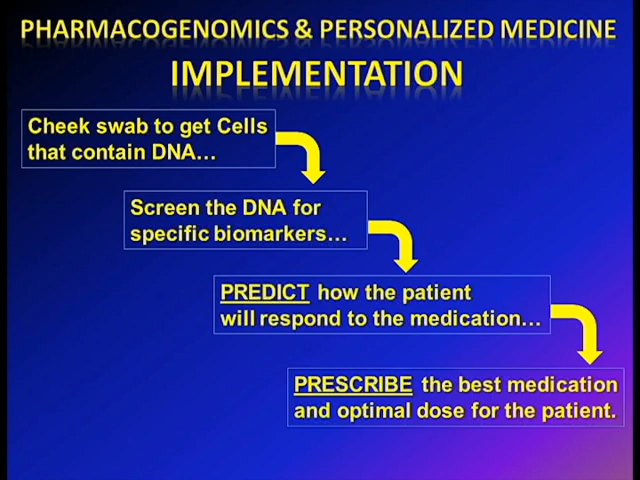 PHARMACOGENOMICS & PERSONALIZED MEDICINE
IMPLEMENTATION
Cheek swab to get Cells
that contain DNA…
Screen the DNA for
specific biomarkers…
PREDICT how the patient
will respond to the medication…
PRESCRIBE the best medication
and optimal dose for the patient.